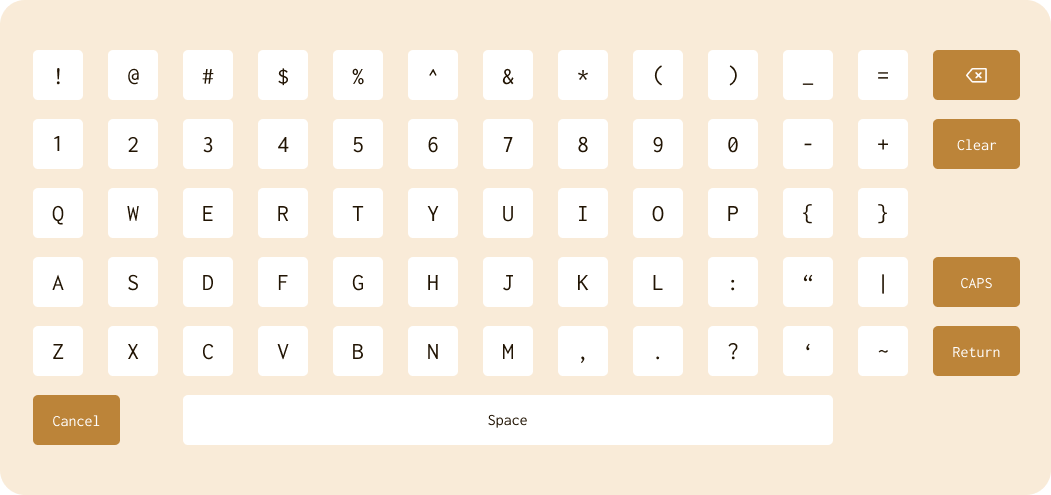 ! @ # $ % ^ & * ( ) _ =
1 2 3 4 5 6 7 8 9 0 - + Clear
Q W E R T Y U I O P { }
A S D F G H J K L : “ | CAPS
Z X C V B N M , . ? ‘ ~ Return
Cancel Space